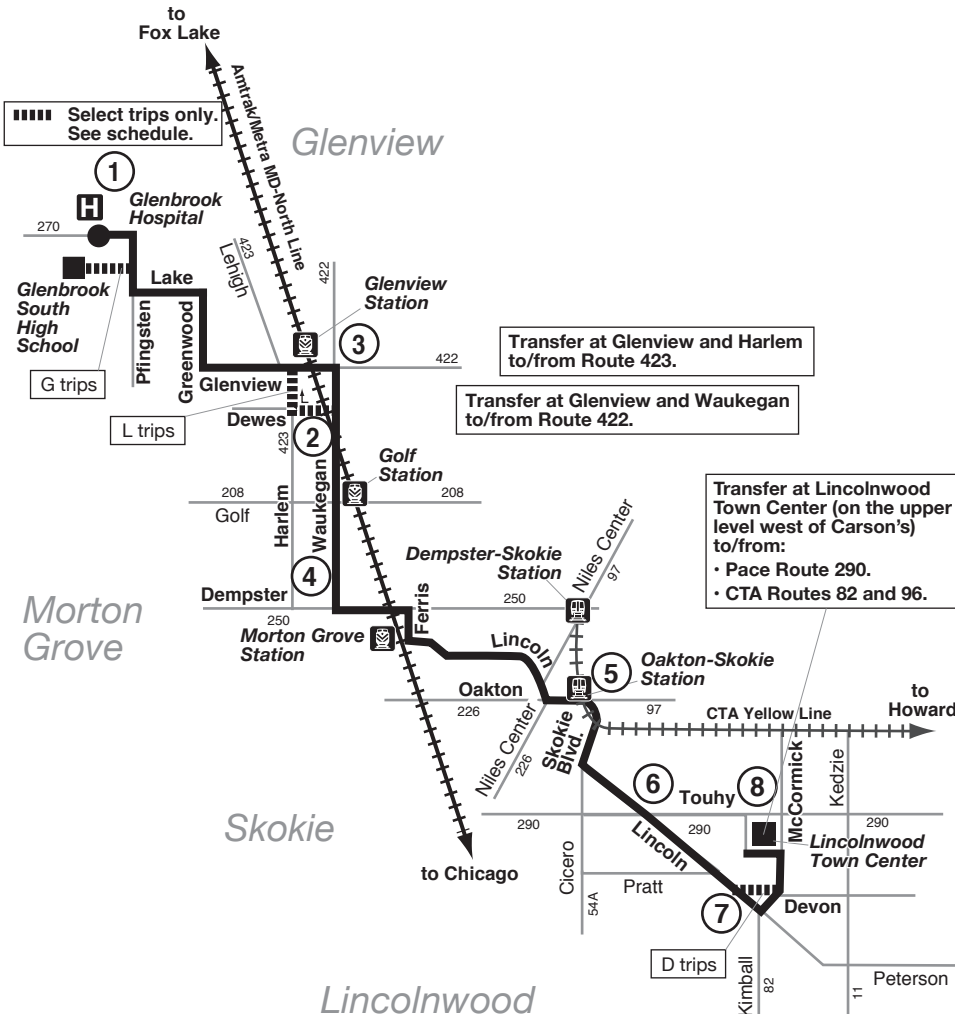 to
Fox Lake
Amtrak/Metra MD-North Line
Select trips only.
See schedule.
Glenview
1
H
Glenbrook
Hospital
270
423
Lehigh
422
Glenview
Station
Lake
Glenbrook
South
High
School
Pfingsten
Greenwood
3
Transfer at Glenview and Harlem
to/from Route 423.
422
G trips
Glenview
Transfer at Glenview and Waukegan
to/from Route 422.
L
L trips
Dewes
2
423
Golf
Station
208
208
Golf
Harlem
Waukegan
Niles Center
97
Transfer at Lincolnwood
Town Center (on the upper
level west of Carson's)
to/from:
• Pace Route 290.
• CTA Routes 82 and 96.
Dempster-Skokie
Station
4
Dempster
250
250
Morton
Grove
Morton Grove
Station
Ferris
Lincoln
5
Oakton-Skokie
Station
Oakton
226
97
to
Howard
CTA Yellow Line
Niles Center
226
Skokie
Blvd.
McCormick
Kedzie
6
Touhy
8
Skokie
290
290
290
Lincoln
Lincolnwood
Town Center
to Chicago
Cicero
54A
Pratt
7
Devon
D trips
Kimball
82
11
Peterson
Lincolnwood